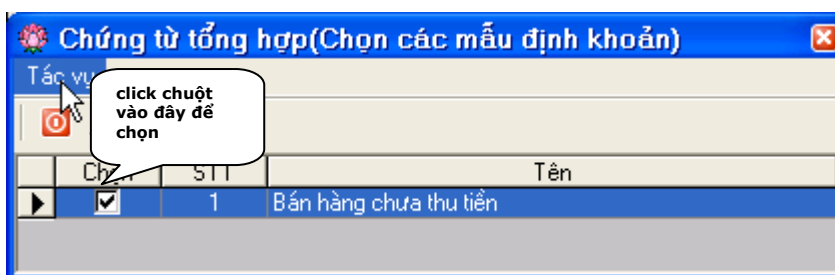 Chứng từ tổng hợp(Chọn các mẫu định khoản)
Tác vụ
click chuột
vào đây để
chọn
Chọn STT Tên
1 Bán hàng chưa thu tiền